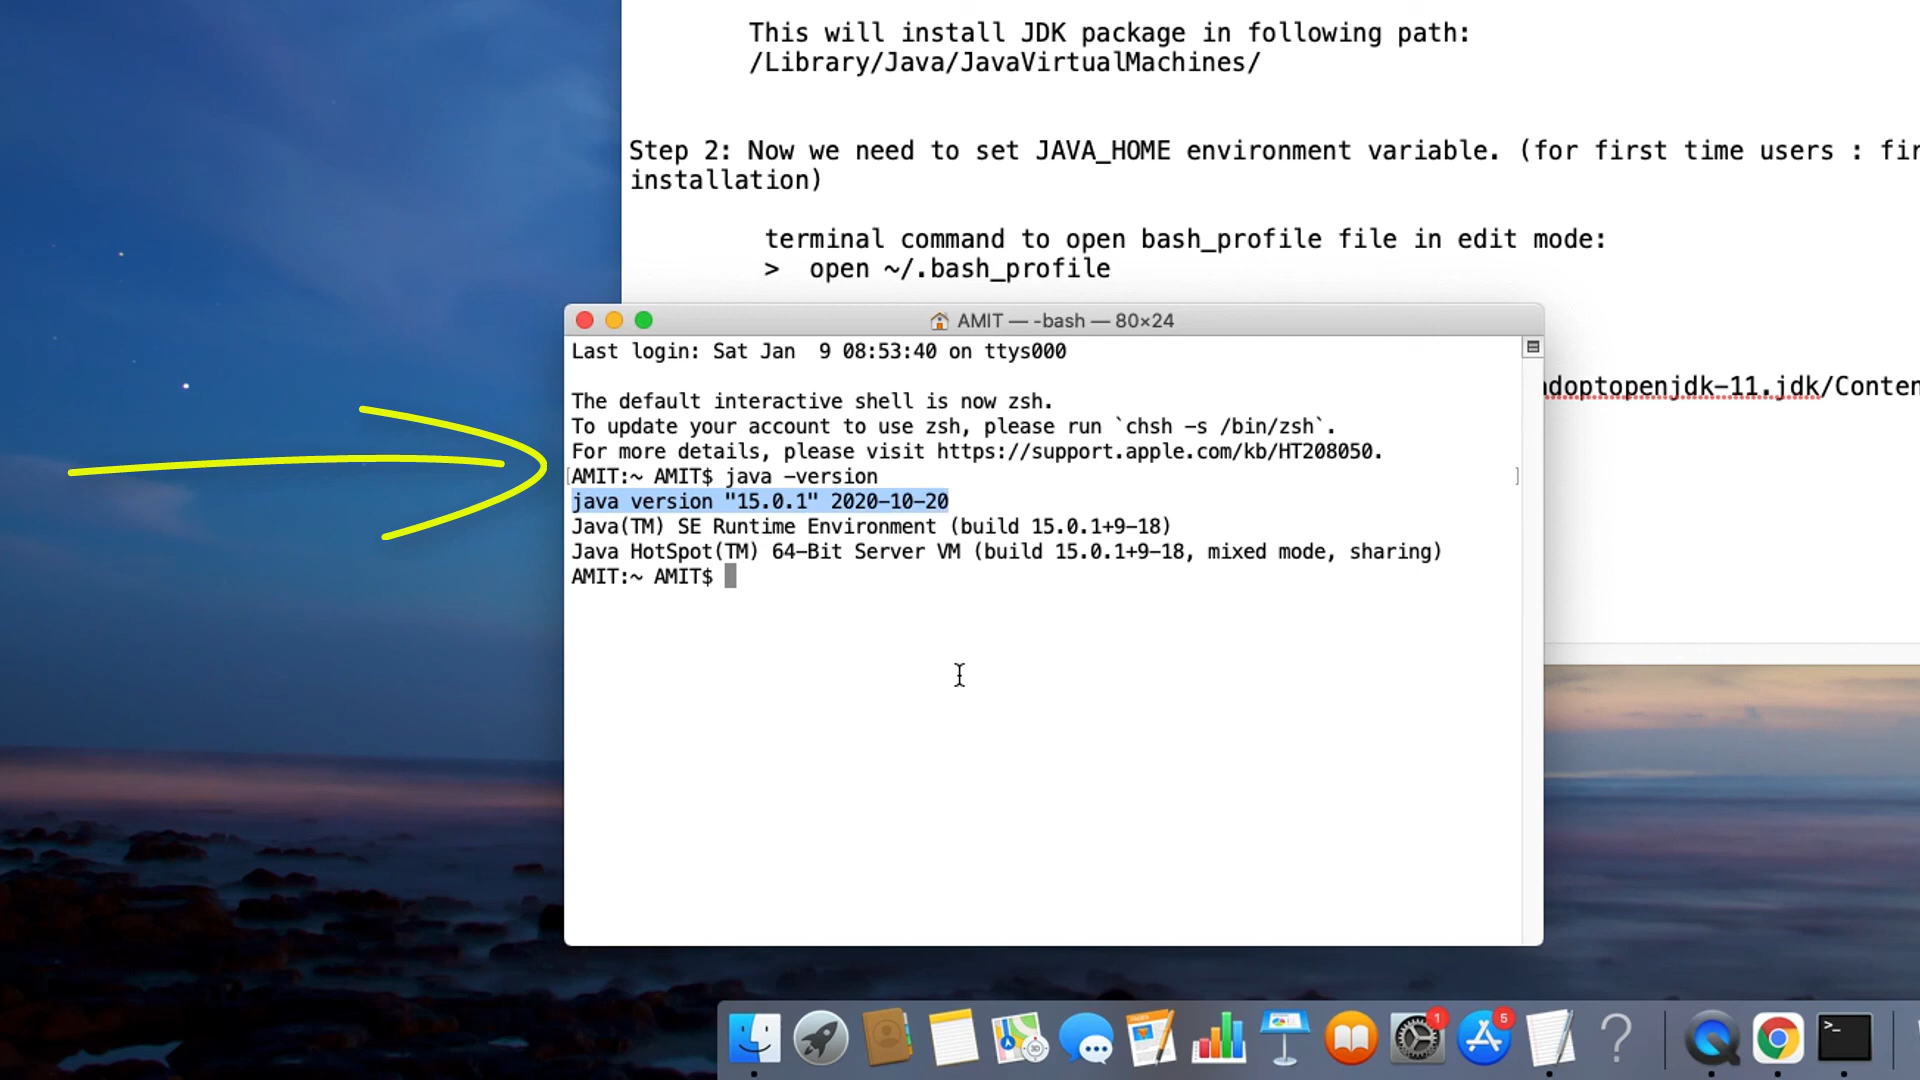 This will install JDK package in following path:
/Library/Java/JavaVirtualMachines/
Step 2: Now we need to set JAVA_HOME environment variable. (for first time users : fir
installation)
terminal command to open bash_profile file in edit mode:
> open ~/.bash_profile
doptopenjdk-11.jdk/Conten
AMIT — -bash — 80×24
Last login: Sat Jan  9 08:53:40 on ttys000
The default interactive shell is now zsh.
To update your account to use zsh, please run `chsh -s /bin/zsh`.
For more details, please visit https://support.apple.com/kb/HT208050.
[AMIT:~ AMIT$ java -version ]
java version "15.0.1" 2020-10-20
Java(TM) SE Runtime Environment (build 15.0.1+9-18)
Java HotSpot(TM) 64-Bit Server VM (build 15.0.1+9-18, mixed mode, sharing)
AMIT:~ AMIT$
3D
1
5
>_